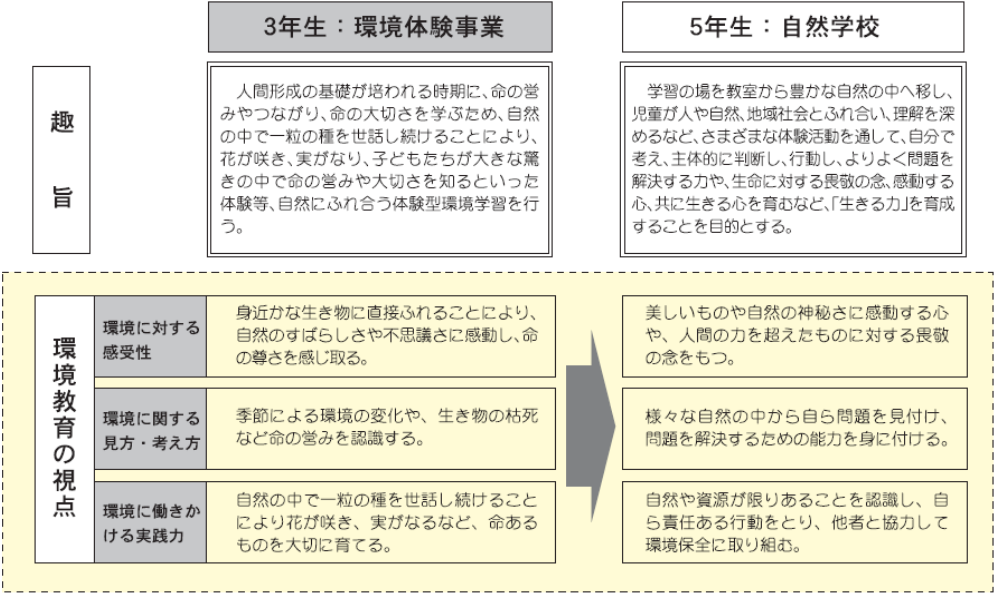 3年生：環境体験事業
5年生：自然学校
趣旨
人間形成の基礎が培われる時期に、命の営
みやつながり、命の大切さを学ぶため、自然
の中で一粒の種を世話し続けることにより、
花が咲き、実がなり、子どもたちが大きな驚
きの中で命の営みや大切さを知るといった
体験等、自然にふれ合う体験型環境学習を行
う。
学習の場を教室から豊かな自然の中へ移し、
児童が人や自然、地域社会とふれ合い、理解を深
めるなど、さまざまな体験活動を通して、自分で
考え、主体的に判断し、行動し、よりよく問題を
解決する力や、生命に対する畏敬の念、感動する
心、共に生きる心を育むなど、「生きる力」を育成
することを目的とする。
環境教育の視点
環境に対する
感受性
身近かな生き物に直接ふれることにより、
自然のすばらしさや不思議さに感動し、命
の尊さを感じ取る。
美しいものや自然の神秘さに感動する心
や、人間の力を超えたものに対する畏敬
の念をもつ。
環境に関する
見方・考え方
季節による環境の変化や、生き物の枯死
など命の営みを認識する。
様々な自然の中から自ら問題を見付け、
問題を解決するための能力を身に付ける。
環境に働きか
ける実践力
自然の中で一粒の種を世話し続けること
により花が咲き、実がなるなど、命ある
ものを大切に育てる。
自然や資源が限りあることを認識し、自
ら責任ある行動をとり、他者と協力して
環境保全に取り組む。